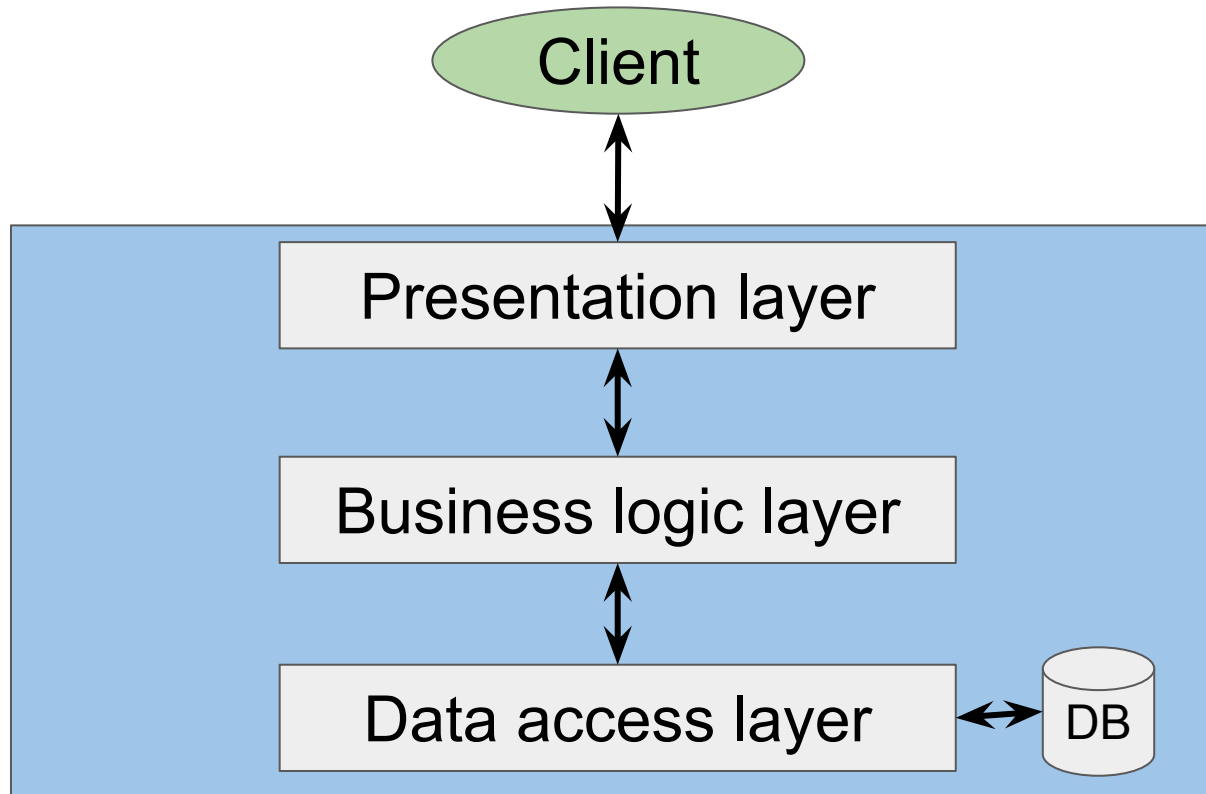 Client
Presentation layer
Business logic layer
Data access layer
DB